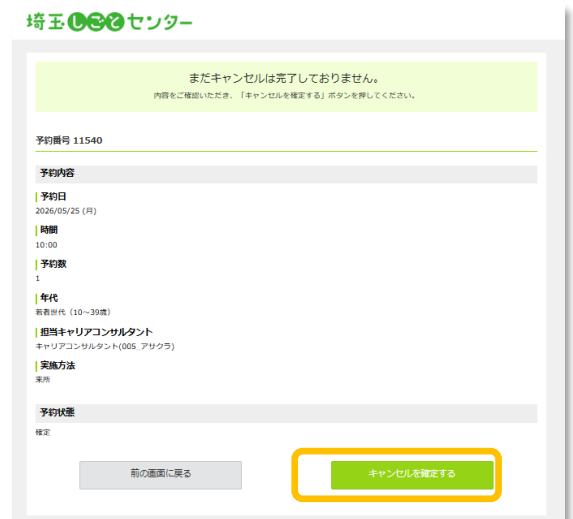 埼玉しごとセンター
まだキャンセルは完了しておりません。
内容をご確認いただき、「キャンセルを確定する」ボタンを押してください。
予約番号 11540
予約内容
予約日
2026/05/25 (月)
時間
10:00
予約数
1
年代
若者世代（10～39歳）
担当キャリアコンサルタント
キャリアコンサルタント(005_アサクラ)
実施方法
来所
予約状態
確定
前の画面に戻る
キャンセルを確定する